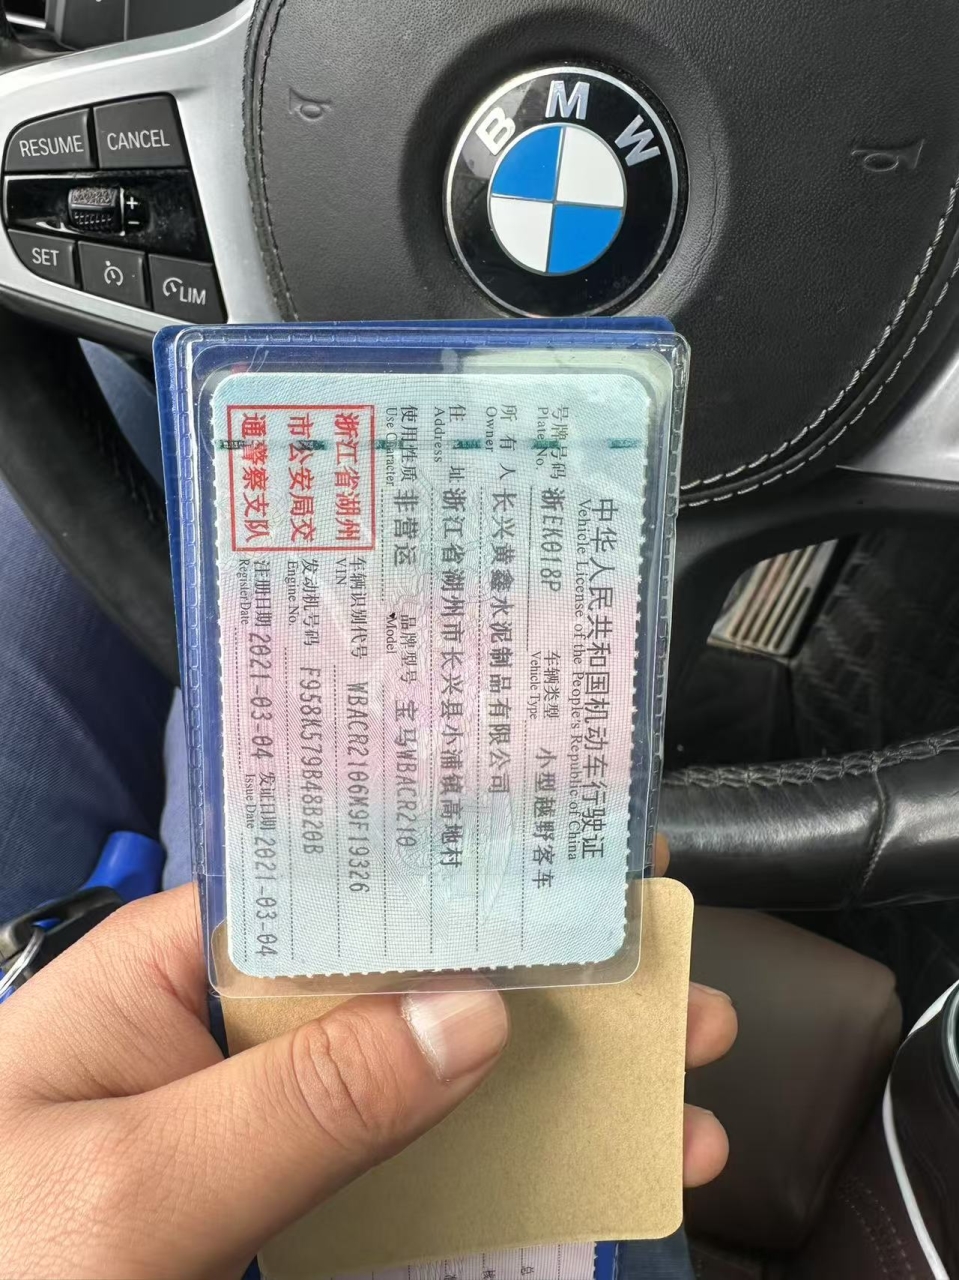 BMW
RESUME
CANCEL
+
-
SET
LIM
中华人民共和国机动车行驶证
Vehicle License of the People's Republic of China
号牌号码 浙EK018P 车辆类型 小型越野客车
Plate No. Vehicle Type
所有人 长兴黄鑫水泥制品有限公司
Owner
住址 浙江省湖州市长兴县小浦镇高地村
Address
使用性质 非营运 品牌型号 宝马WBACR210
Use Character Model
浙江省湖州
市公安局交
通警察支队
车辆识别代号 WBACR2106M9F19326
VIN
发动机号码 F958K579B48B20B
Engine No.
注册日期 2021-03-04 发证日期 2021-03-04
Register Date Issue Date